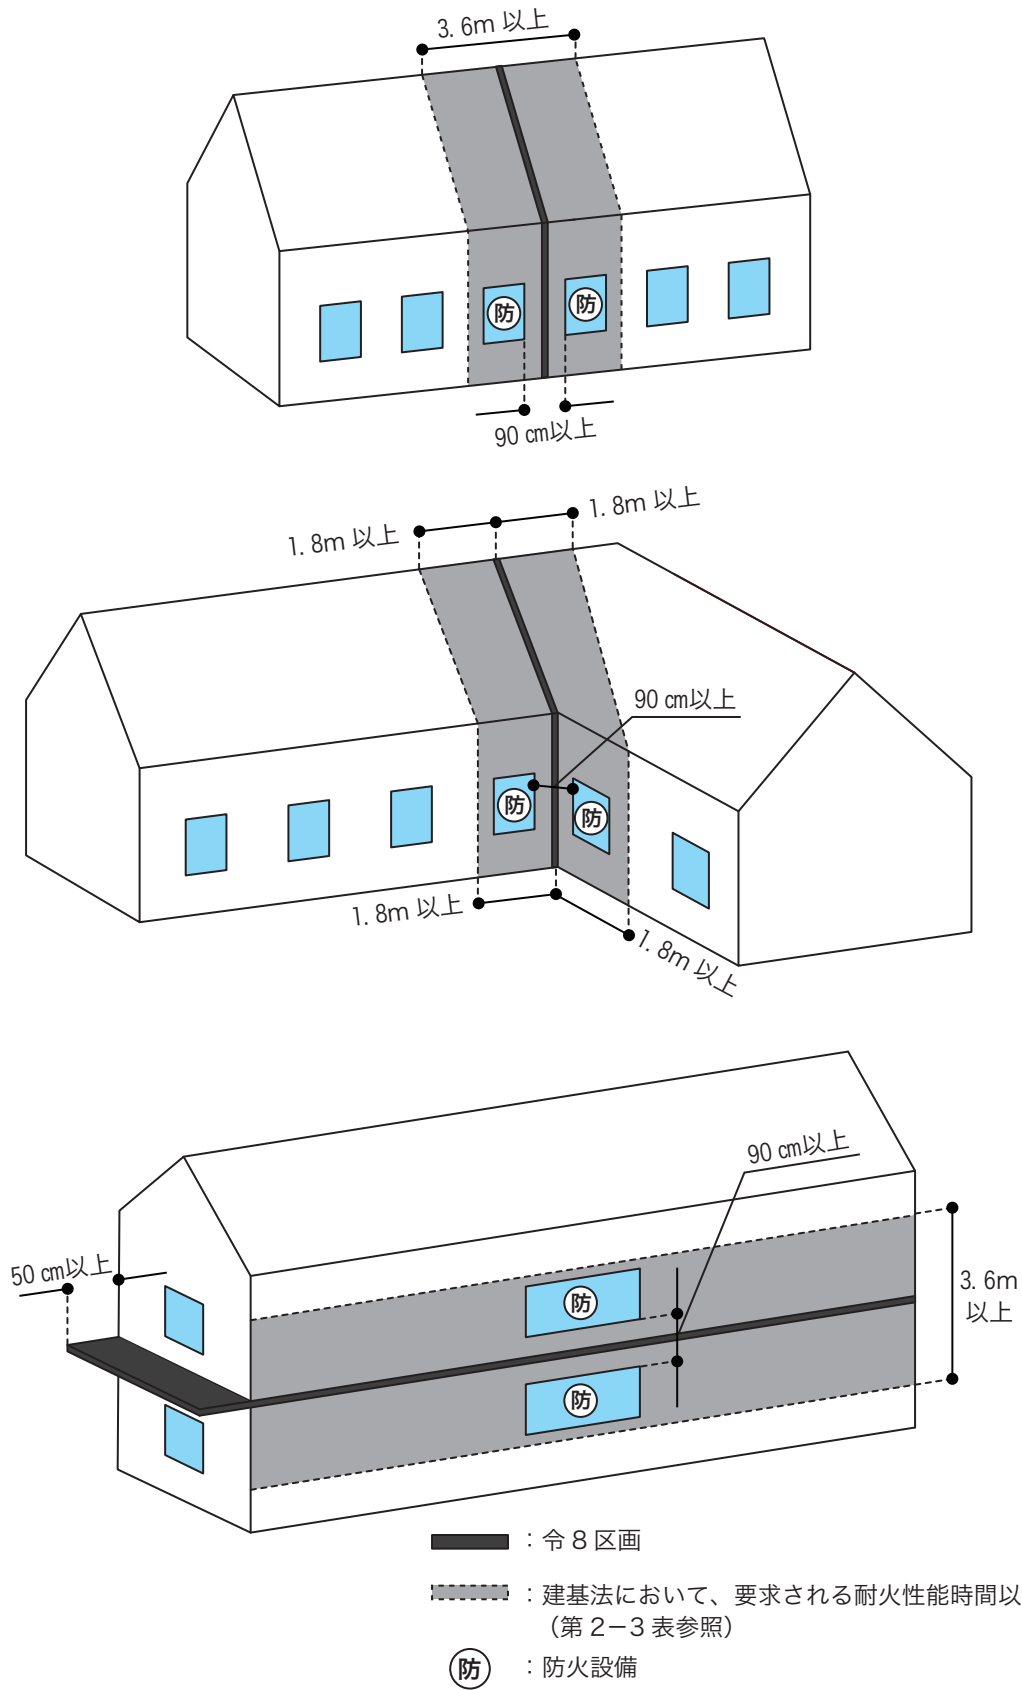 3. 6m 以上
防
防
90 cm以上
1. 8m 以上
1. 8m 以上
90 cm以上
防
防
1. 8m 以上
1. 8m 以上
90 cm以上
50 cm以上
防
3. 6m
以上
防
：令 8 区画
：建基法において、要求される耐火性能時間以
（第 2−3 表参照）
防 ：防火設備